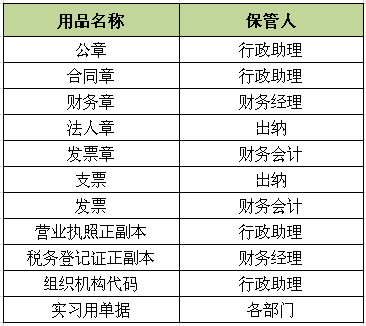 用品名称 保管人
公章 行政助理
合同章 行政助理
财务章 财务经理
法人章 出纳
发票章 财务会计
支票 出纳
发票 财务会计
营业执照正副本 行政助理
税务登记证正副本 财务经理
组织机构代码 行政助理
实习用单据 各部门